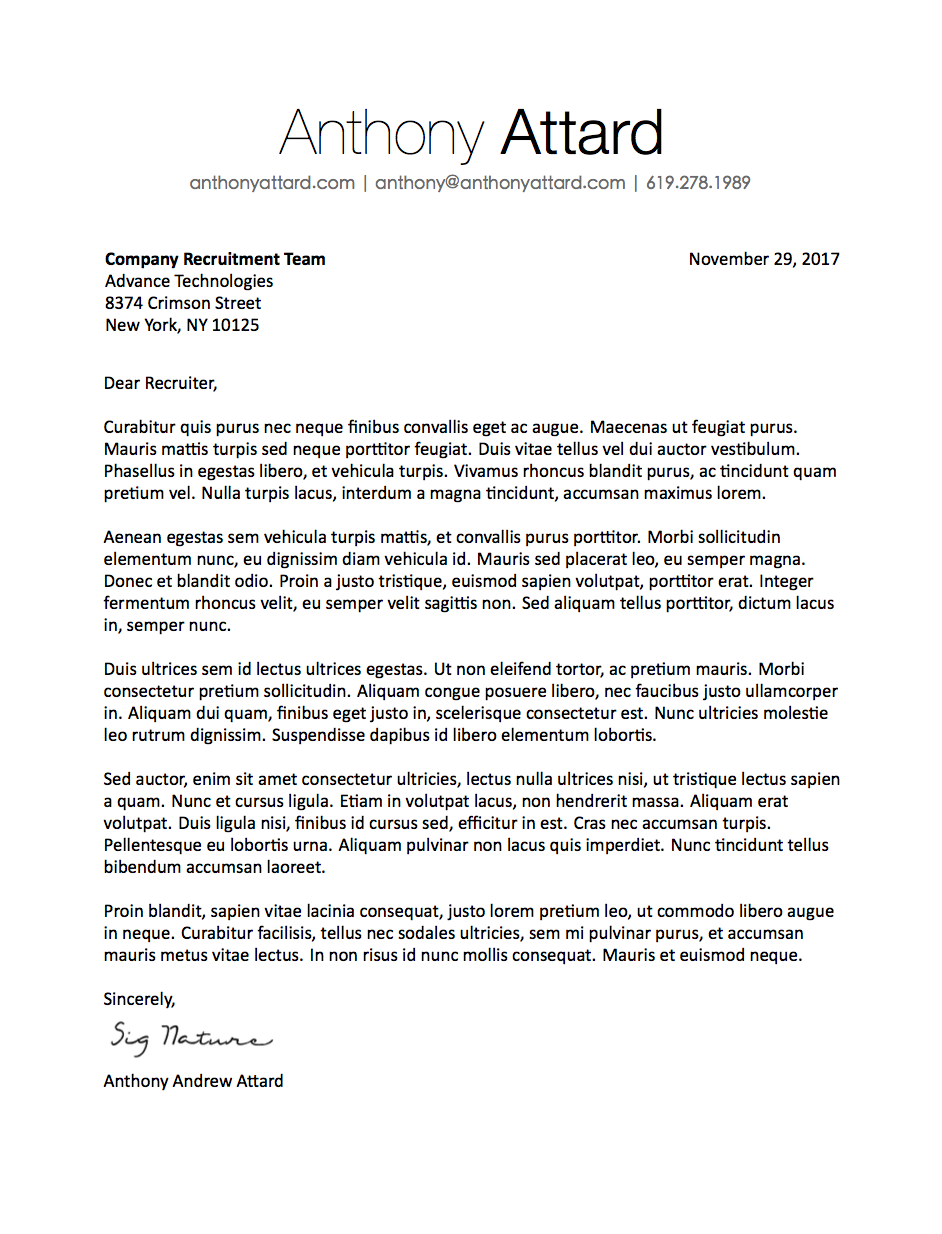 Anthony Attard
anthonyattard.com | anthony@anthonyattard.com | 619.278.1989
Company Recruitment Team November 29, 2017
Advance Technologies
8374 Crimson Street
New York, NY 10125
Dear Recruiter,
Curabitur quis purus nec neque finibus convallis eget ac augue. Maecenas ut feugiat purus.
Mauris mattis turpis sed neque porttitor feugiat. Duis vitae tellus vel dui auctor vestibulum.
Phasellus in egestas libero, et vehicula turpis. Vivamus rhoncus blandit purus, ac tincidunt quam
pretium vel. Nulla turpis lacus, interdum a magna tincidunt, accumsan maximus lorem.
Aenean egestas sem vehicula turpis mattis, et convallis purus porttitor. Morbi sollicitudin
elementum nunc, eu dignissim diam vehicula id. Mauris sed placerat leo, eu semper magna.
Donec et blandit odio. Proin a justo tristique, euismod sapien volutpat, porttitor erat. Integer
fermentum rhoncus velit, eu semper velit sagittis non. Sed aliquam tellus porttitor, dictum lacus
in, semper nunc.
Duis ultrices sem id lectus ultrices egestas. Ut non eleifend tortor, ac pretium mauris. Morbi
consectetur pretium sollicitudin. Aliquam congue posuere libero, nec faucibus justo ullamcorper
in. Aliquam dui quam, finibus eget justo in, scelerisque consectetur est. Nunc ultricies molestie
leo rutrum dignissim. Suspendisse dapibus id libero elementum lobortis.
Sed auctor, enim sit amet consectetur ultricies, lectus nulla ultrices nisi, ut tristique lectus sapien
a quam. Nunc et cursus ligula. Etiam in volutpat lacus, non hendrerit massa. Aliquam erat
volutpat. Duis ligula nisi, finibus id cursus sed, efficitur in est. Cras nec accumsan turpis.
Pellentesque eu lobortis urna. Aliquam pulvinar non lacus quis imperdiet. Nunc tincidunt tellus
bibendum accumsan laoreet.
Proin blandit, sapien vitae lacinia consequat, justo lorem pretium leo, ut commodo libero augue
in neque. Curabitur facilisis, tellus nec sodales ultricies, sem mi pulvinar purus, et accumsan
mauris metus vitae lectus. In non risus id nunc mollis consequat. Mauris et euismod neque.
Sincerely,
Sig Nature
Anthony Andrew Attard